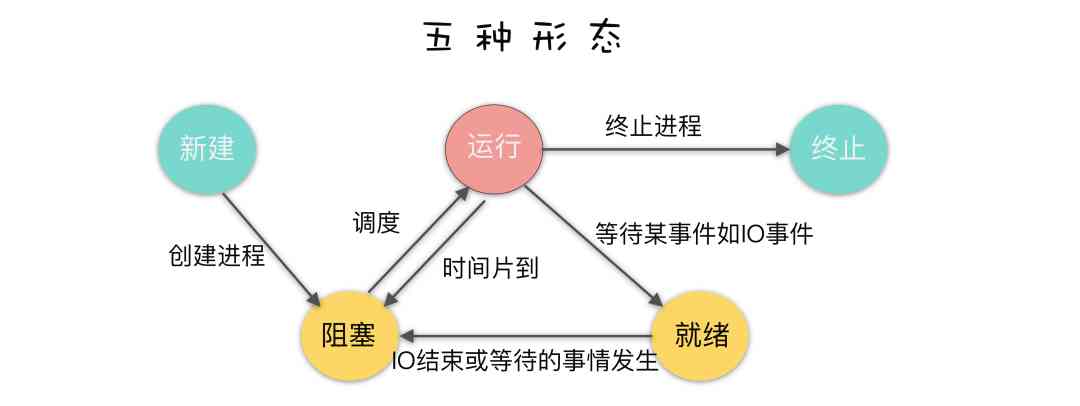 五种形态
新建
运行
终止进程
终止
创建进程
调度
时间片到
等待某事件如IO事件
阻塞
就绪
IO结束或等待的事情发生